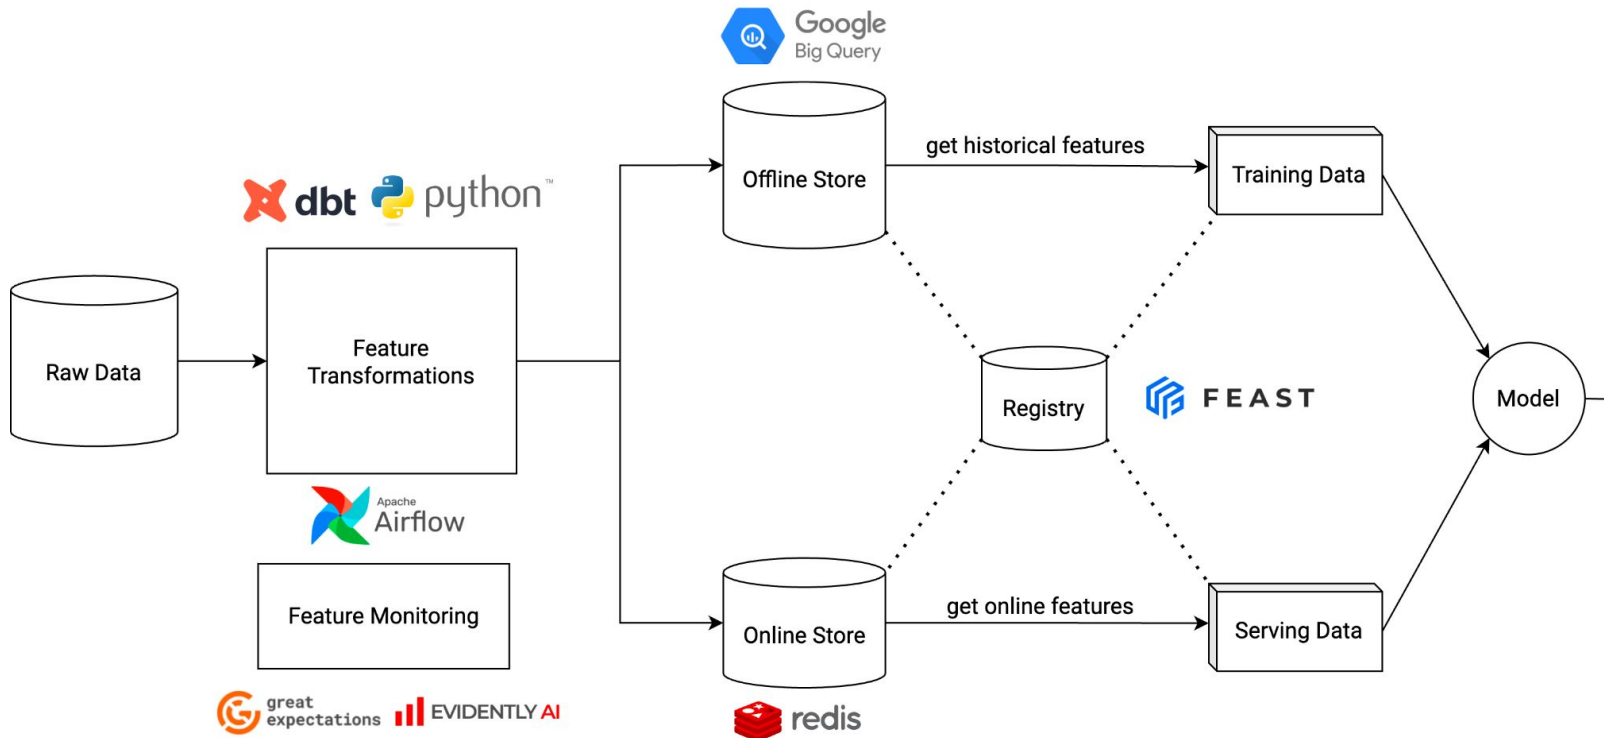 Google
Big Query
Offline Store
get historical features
Training Data
dbt
python™
Raw Data
Feature
Transformations
Registry
FEAST
Model
Apache
Airflow
Feature Monitoring
great
expectations
EVIDENTLY AI
Online Store
get online features
Serving Data
redis